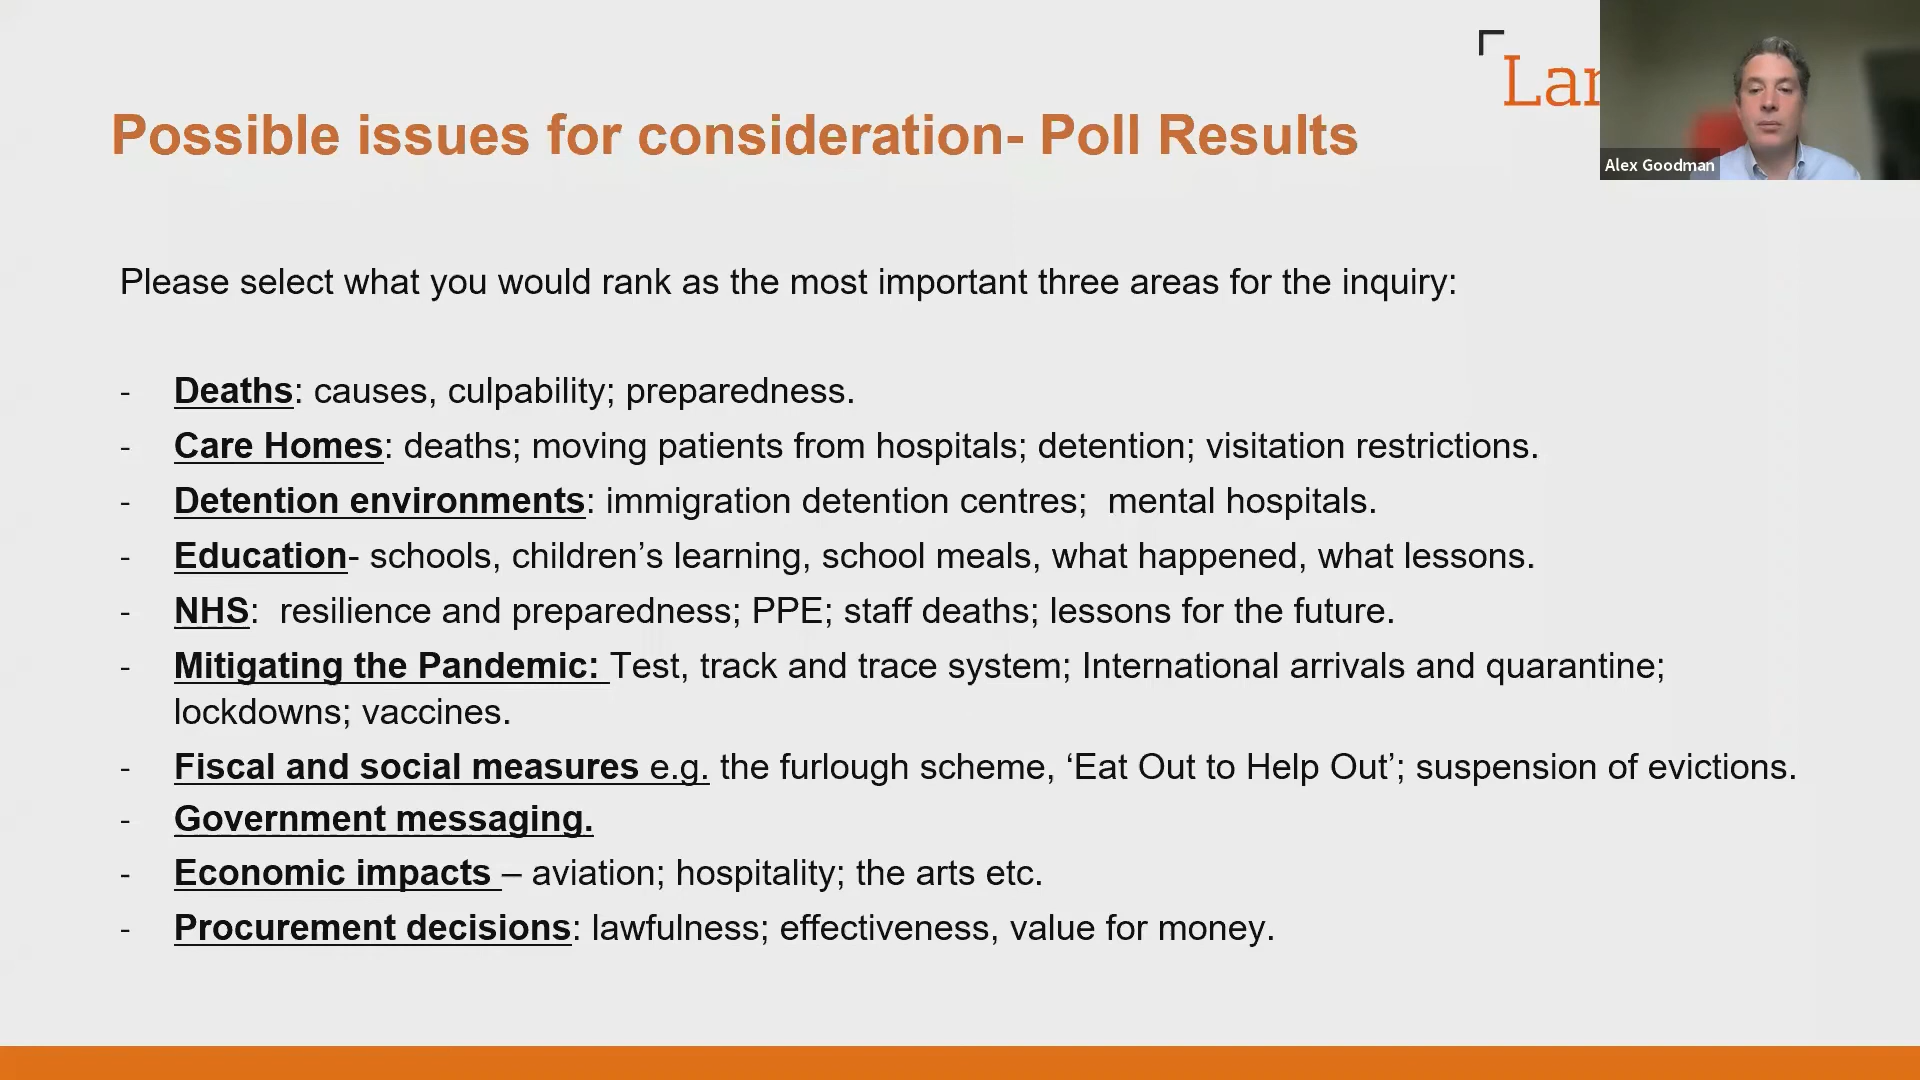 Lan
Alex Goodman
Possible issues for consideration- Poll Results
Please select what you would rank as the most important three areas for the inquiry:
- Deaths: causes, culpability; preparedness.
- Care Homes: deaths; moving patients from hospitals; detention; visitation restrictions.
- Detention environments: immigration detention centres;  mental hospitals.
- Education- schools, children’s learning, school meals, what happened, what lessons.
- NHS:  resilience and preparedness; PPE; staff deaths; lessons for the future.
- Mitigating the Pandemic: Test, track and trace system; International arrivals and quarantine;
lockdowns; vaccines.
- Fiscal and social measures e.g. the furlough scheme, ‘Eat Out to Help Out’; suspension of evictions.
- Government messaging.
- Economic impacts – aviation; hospitality; the arts etc.
- Procurement decisions: lawfulness; effectiveness, value for money.